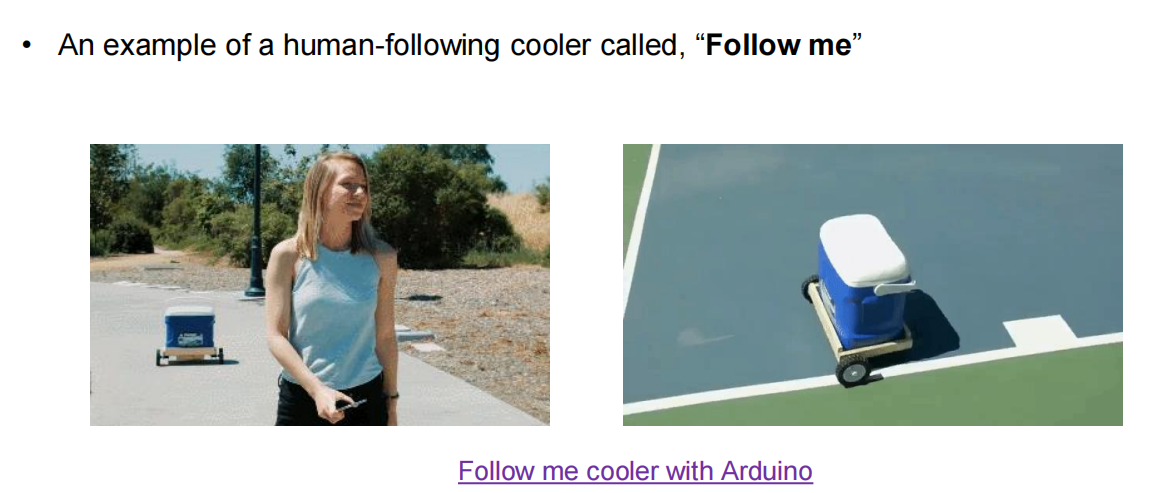 • An example of a human-following cooler called, “Follow me”
Follow me cooler with Arduino